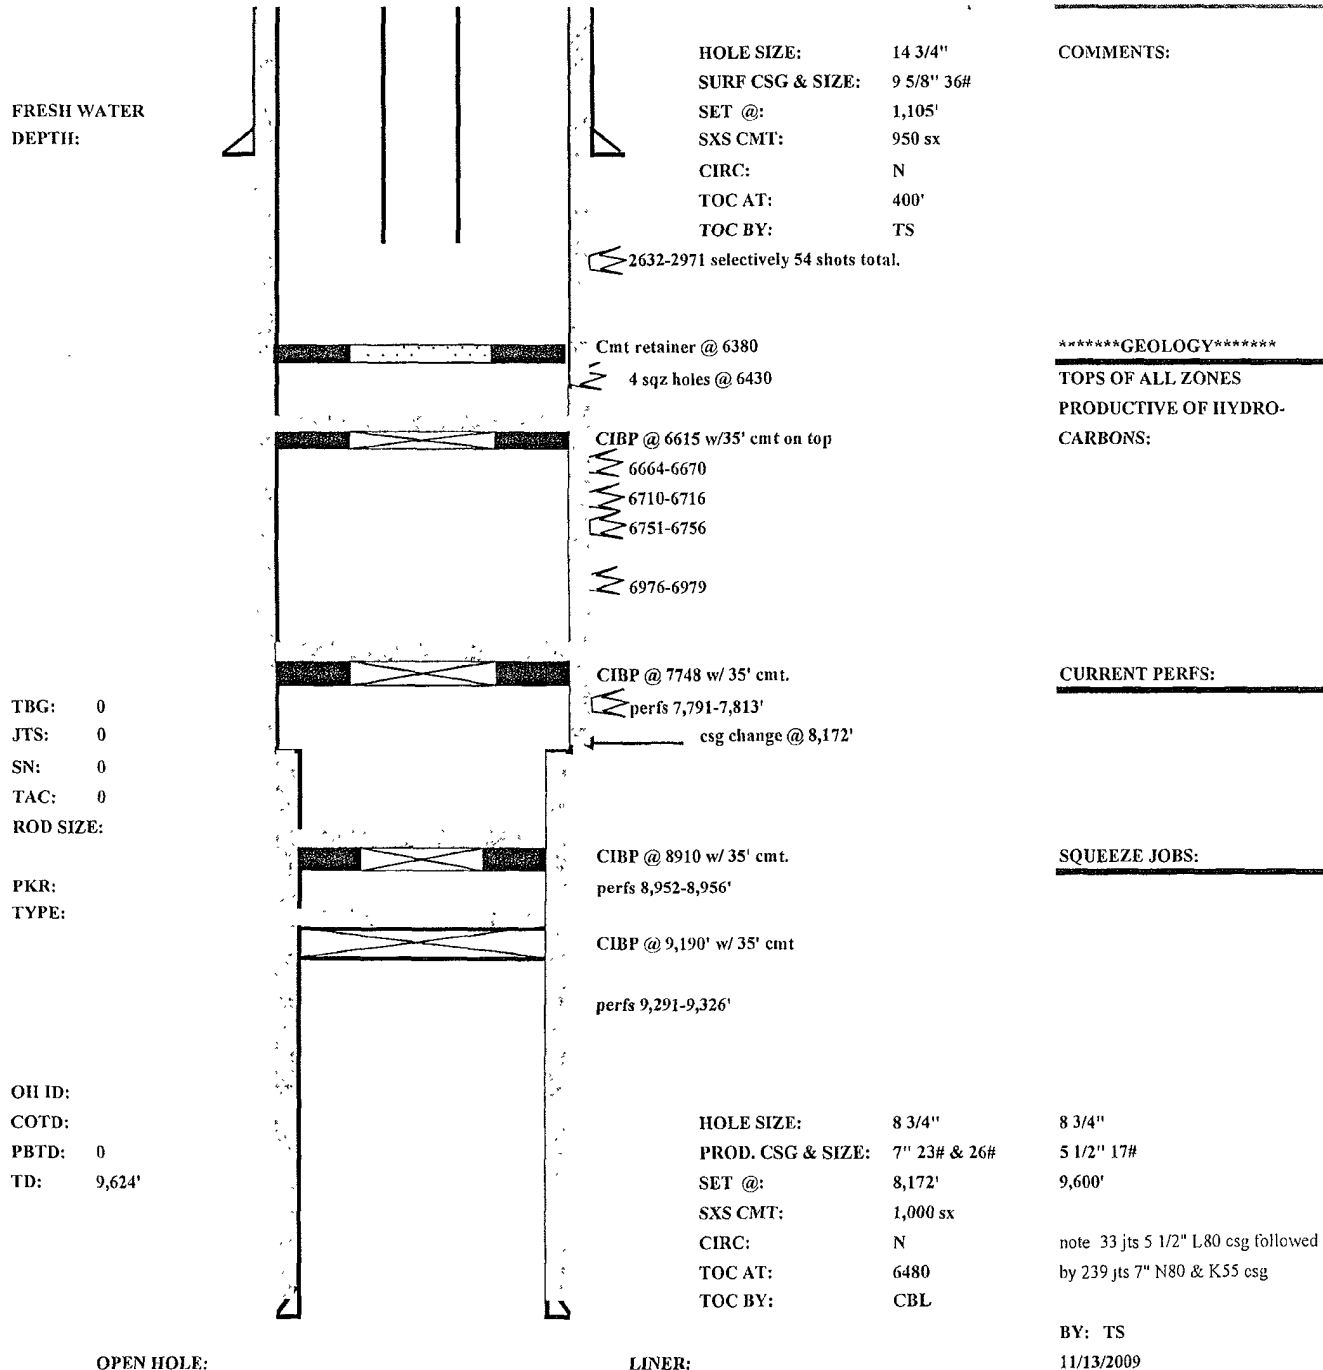 HOLE SIZE: 14 3/4"
COMMENTS:
SURF CSG & SIZE: 9 5/8" 36#
FRESH WATER
DEPTH:
SET @: 1,105'
SXS CMT: 950 sx
CIRC: N
TOC AT: 400'
TOC BY: TS
2632-2971 selectively 54 shots total.
Cmt retainer @ 6380
4 sqz holes @ 6430
*******GEOLOGY*******
TOPS OF ALL ZONES
PRODUCTIVE OF HYDRO-
CARBONS:
CIBP @ 6615 w/35' cmt on top
6664-6670
6710-6716
6751-6756
6976-6979
CIBP @ 7748 w/ 35' cmt.
CURRENT PERFS:
perfs 7,791-7,813'
csg change @ 8,172'
TBG: 0
JTS: 0
SN: 0
TAC: 0
ROD SIZE:
CIBP @ 8910 w/ 35' cmt.
SQUEEZE JOBS:
perfs 8,952-8,956'
PKR:
TYPE:
CIBP @ 9,190' w/ 35' cmt
perfs 9,291-9,326'
OH ID:
COTD:
PBTD: 0
TD: 9,624'
HOLE SIZE: 8 3/4" 8 3/4"
PROD. CSG & SIZE: 7" 23# & 26# 5 1/2" 17#
SET @: 8,172' 9,600'
SXS CMT: 1,000 sx
CIRC: N
TOC AT: 6480
TOC BY: CBL
note 33 jts 5 1/2" L80 csg followed
by 239 jts 7" N80 & K55 csg
BY: TS
11/13/2009
OPEN HOLE:
LINER: